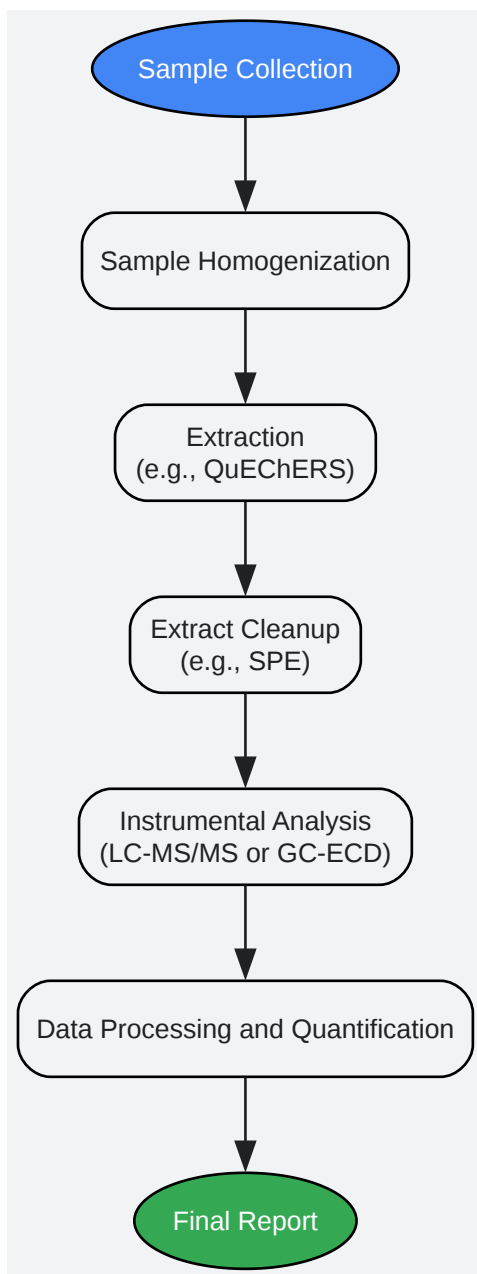 Sample Collection
Sample Homogenization
Extraction
(e.g., QuEChERS)
Extract Cleanup
(e.g., SPE)
Instrumental Analysis
(LC-MS/MS or GC-ECD)
Data Processing and Quantification
Final Report